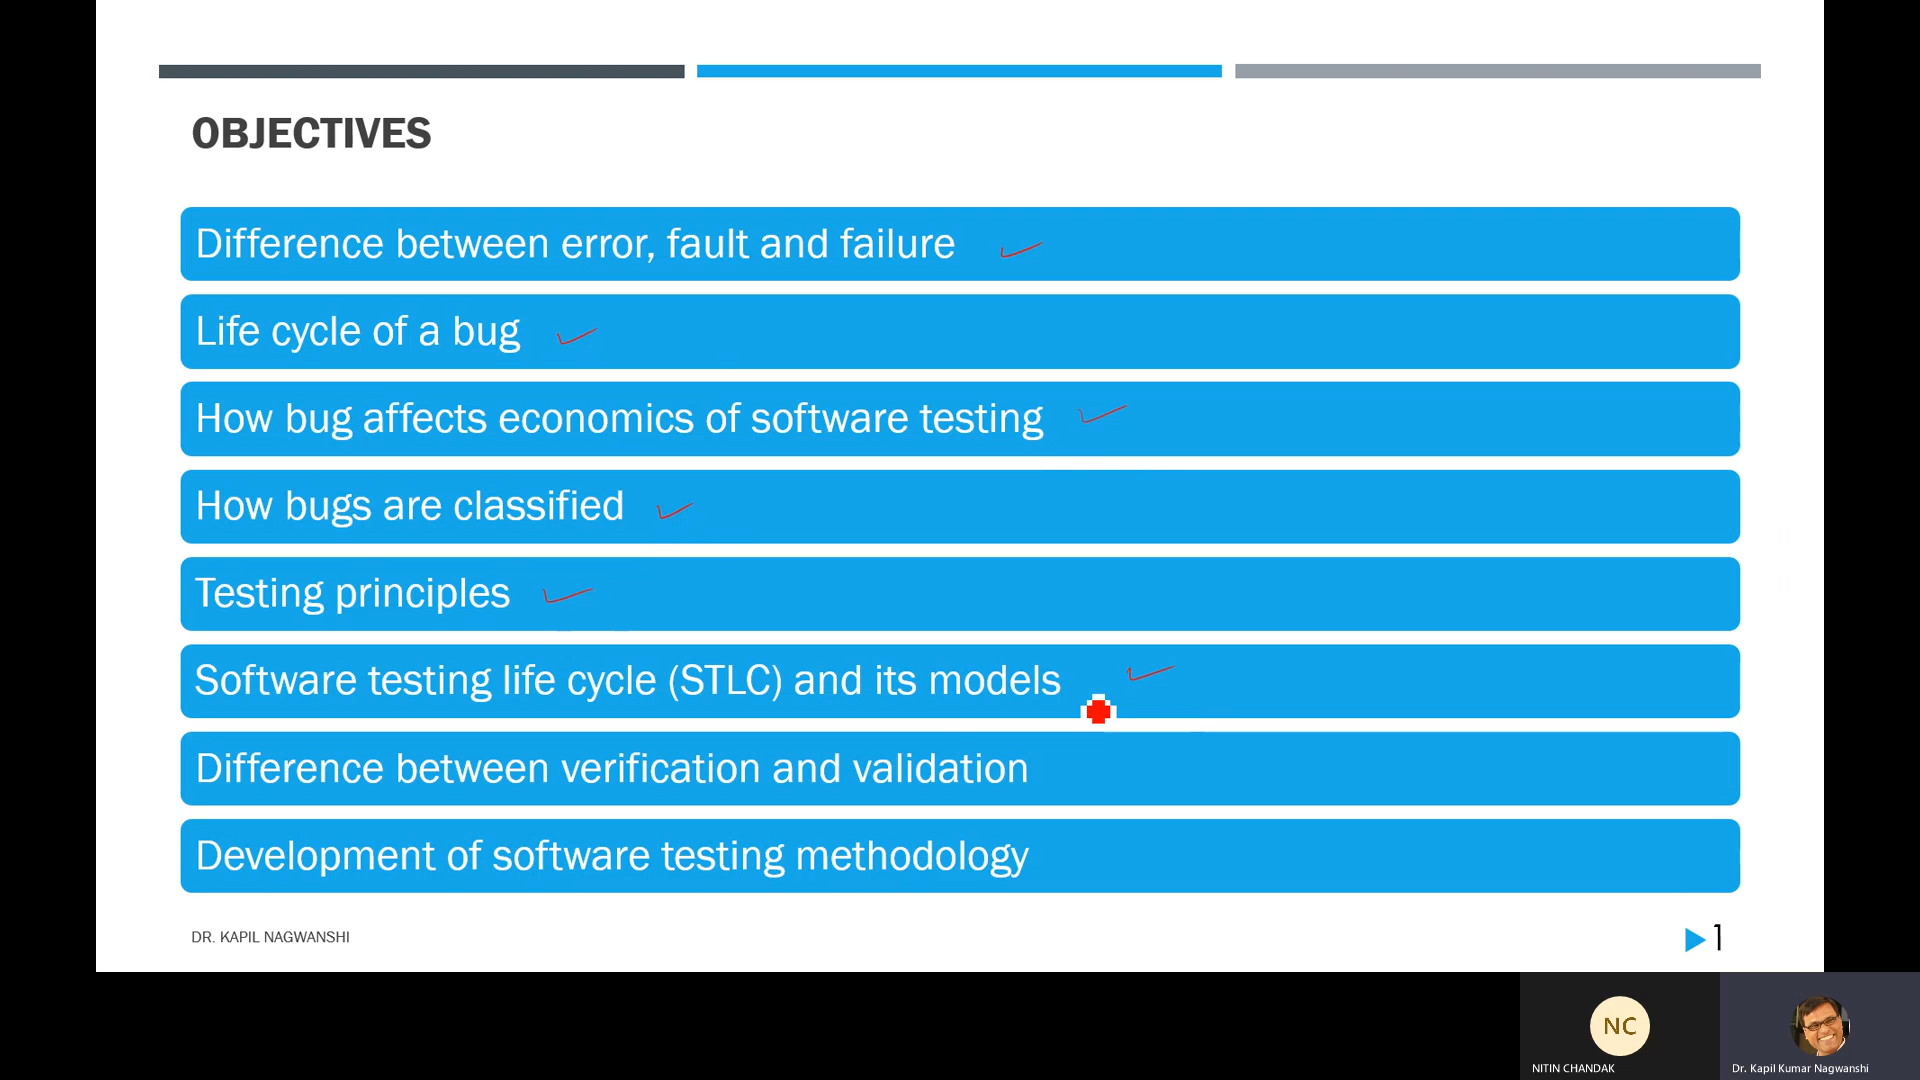 OBJECTIVES
Difference between error, fault and failure
Life cycle of a bug
How bug affects economics of software testing
How bugs are classified
Testing principles
Software testing life cycle (STLC) and its models
Difference between verification and validation
Development of software testing methodology
DR. KAPIL NAGWANSHI
1
NC
NITIN CHANDAK
Dr. Kapil Kumar Nagwanshi